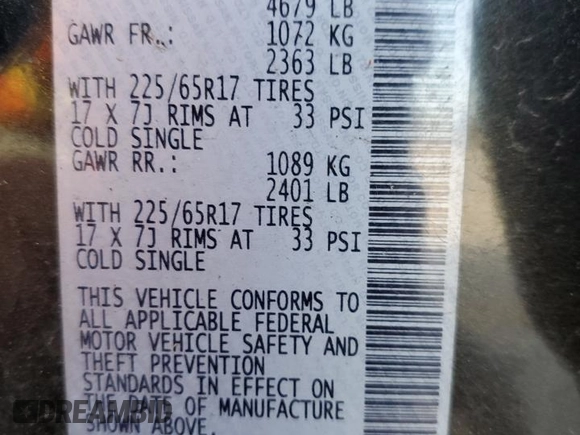 4679 LB
GAWR FR.: 1072 KG
2363 LB
WITH 225/65R17 TIRES
17 X 7J RIMS AT 33 PSI
COLD SINGLE
GAWR RR.: 1089 KG
2401 LB
WITH 225/65R17 TIRES
17 X 7J RIMS AT 33 PSI
COLD SINGLE
THIS VEHICLE CONFORMS TO
ALL APPLICABLE FEDERAL
MOTOR VEHICLE SAFETY AND
THEFT PREVENTION
STANDARDS IN EFFECT ON
THE DATE OF MANUFACTURE
SHOWN ABOVE.
DREAMBID